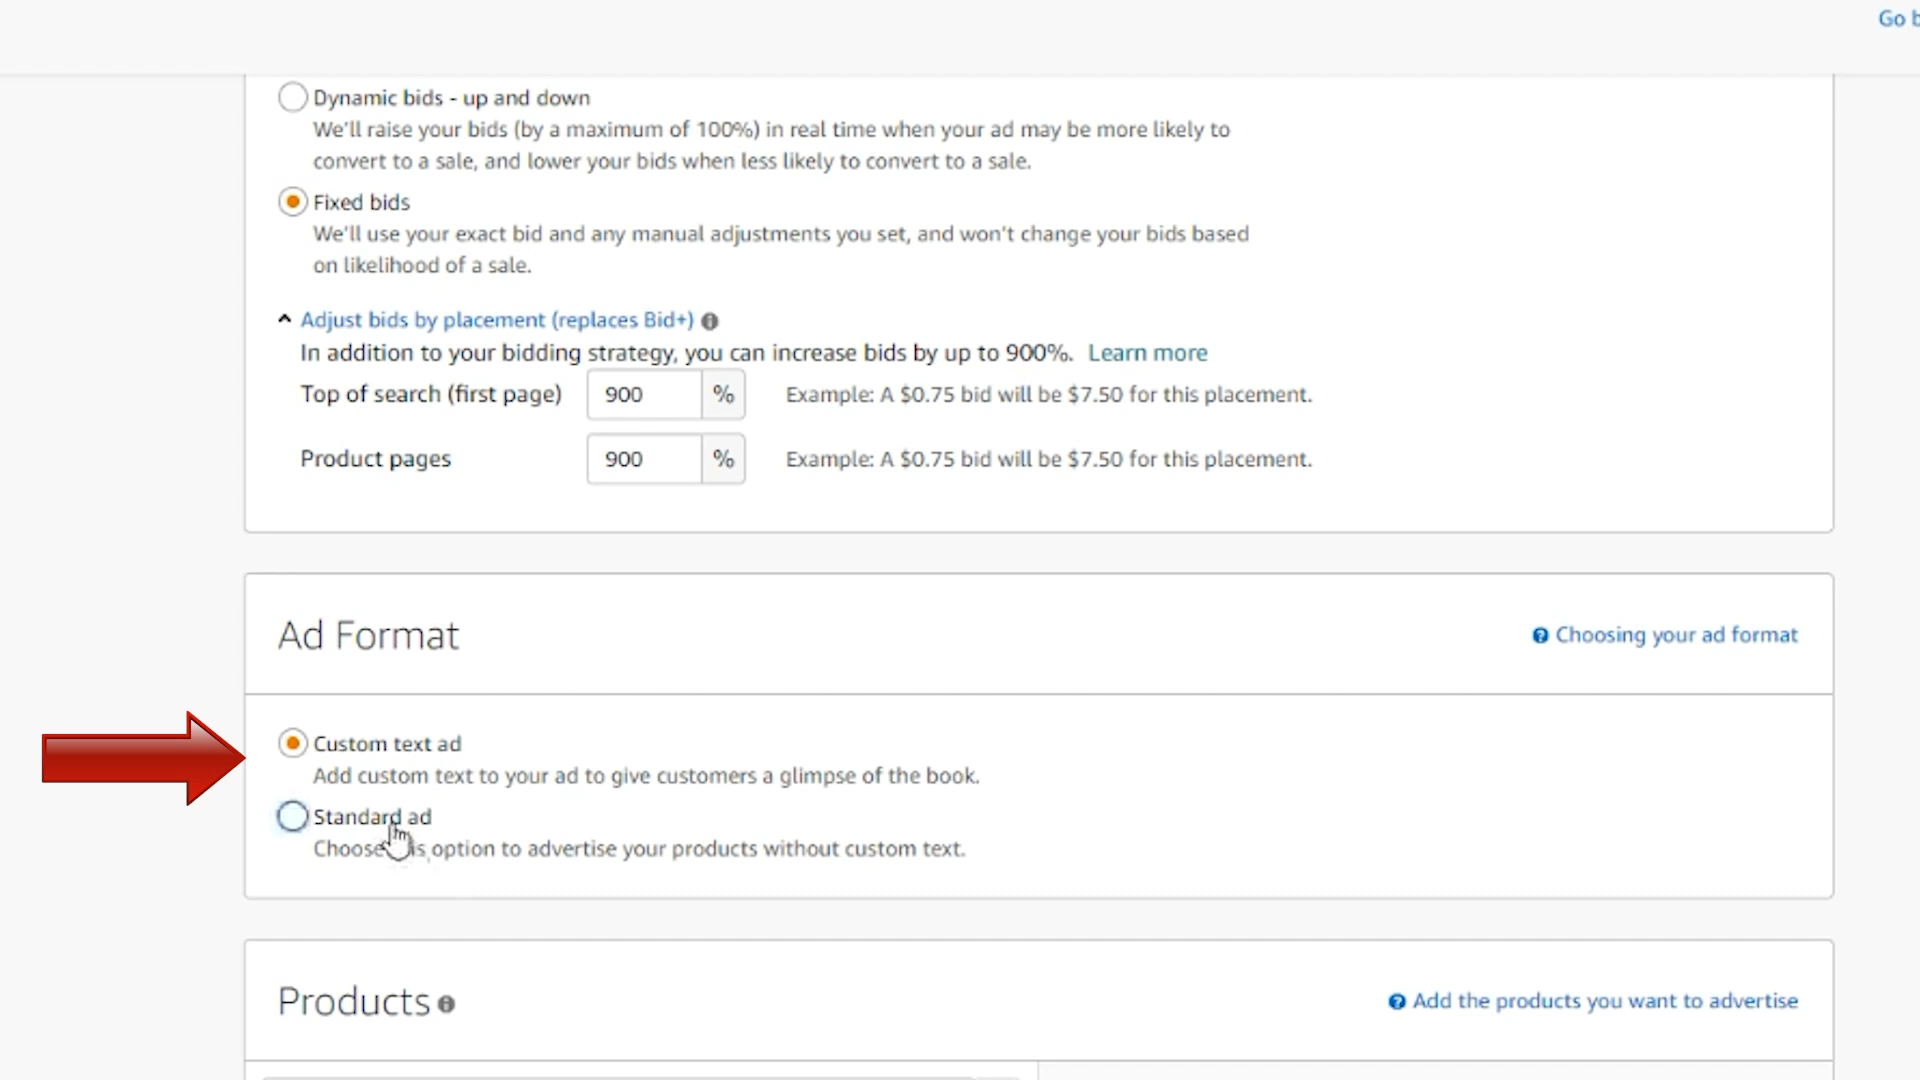 Go b
Dynamic bids - up and down
We'll raise your bids (by a maximum of 100%) in real time when your ad may be more likely to
convert to a sale, and lower your bids when less likely to convert to a sale.
Fixed bids
We'll use your exact bid and any manual adjustments you set, and won't change your bids based
on likelihood of a sale.
Adjust bids by placement (replaces Bid+)
In addition to your bidding strategy, you can increase bids by up to 900%. Learn more
Top of search (first page) 900 % Example: A $0.75 bid will be $7.50 for this placement.
Product pages 900 % Example: A $0.75 bid will be $7.50 for this placement.
Ad Format
Choosing your ad format
Custom text ad
Add custom text to your ad to give customers a glimpse of the book.
Standard ad
Choose option to advertise your products without custom text.
Products
Add the products you want to advertise